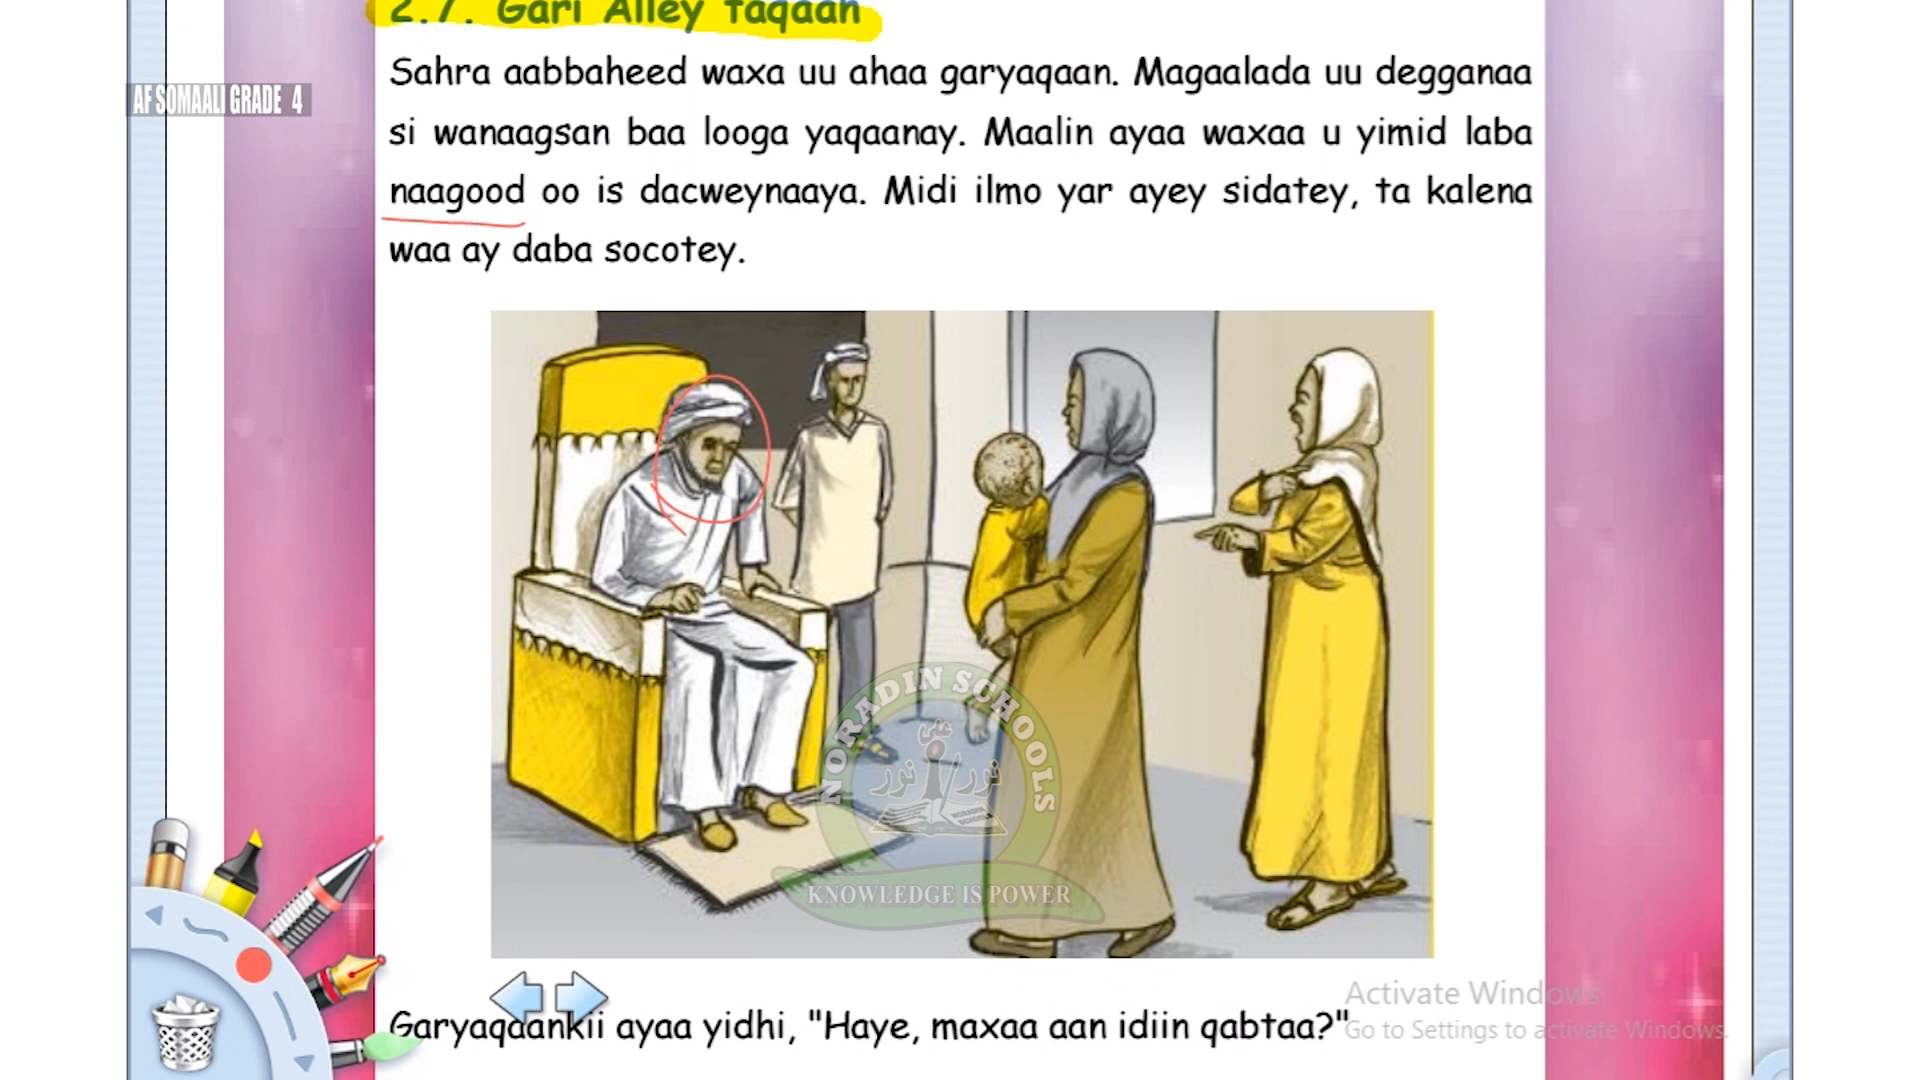 2.7. Gari Alley taqaan
AF SOMAALI GRADE 4
Sahra aabbaheed waxa uu ahaa garyaqaan. Magaalada uu degganaa
si wanaagsan baa looga yaqaanay. Maalin ayaa waxaa u yimid laba
naagood oo is dacweynaaya. Midi ilmo yar ayey sidatey, ta kalena
waa ay daba socotey.
NORADIN SCHOOLS
نور نور
KNOWLEDGE IS POWER
Activate Windows
Go to Settings to activate Windows.
Garyaqaankii ayaa yidhi, "Haye, maxaa aan idiin qabtaa?"